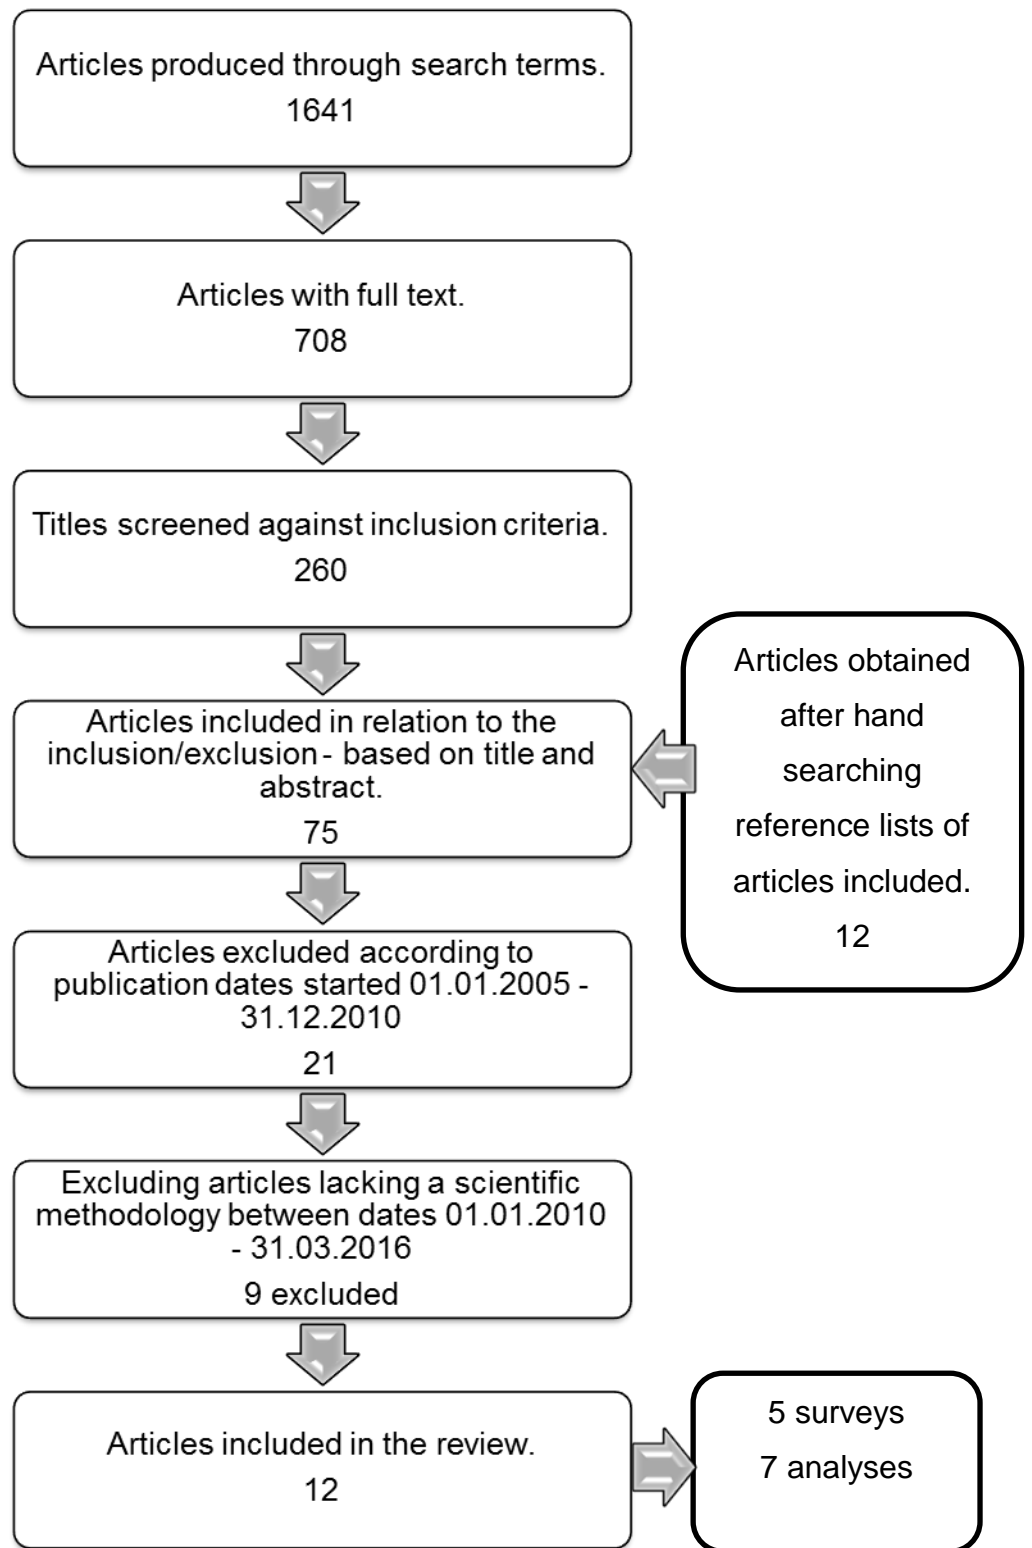 Articles produced through search terms.
1641
Articles with full text.
708
Titles screened against inclusion criteria.
260
Articles included in relation to the
inclusion/exclusion - based on title and
abstract.
75
Articles obtained
after hand
searching
reference lists of
articles included.
12
Articles excluded according to
publication dates started 01.01.2005 -
31.12.2010
21
Excluding articles lacking a scientific
methodology between dates 01.01.2010
- 31.03.2016
9 excluded
Articles included in the review.
12
5 surveys
7 analyses